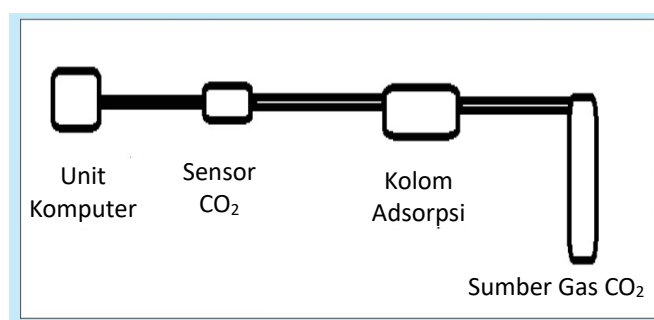 Unit
Komputer
Sensor
CO₂
Kolom
Adsorpsi
Sumber Gas CO₂